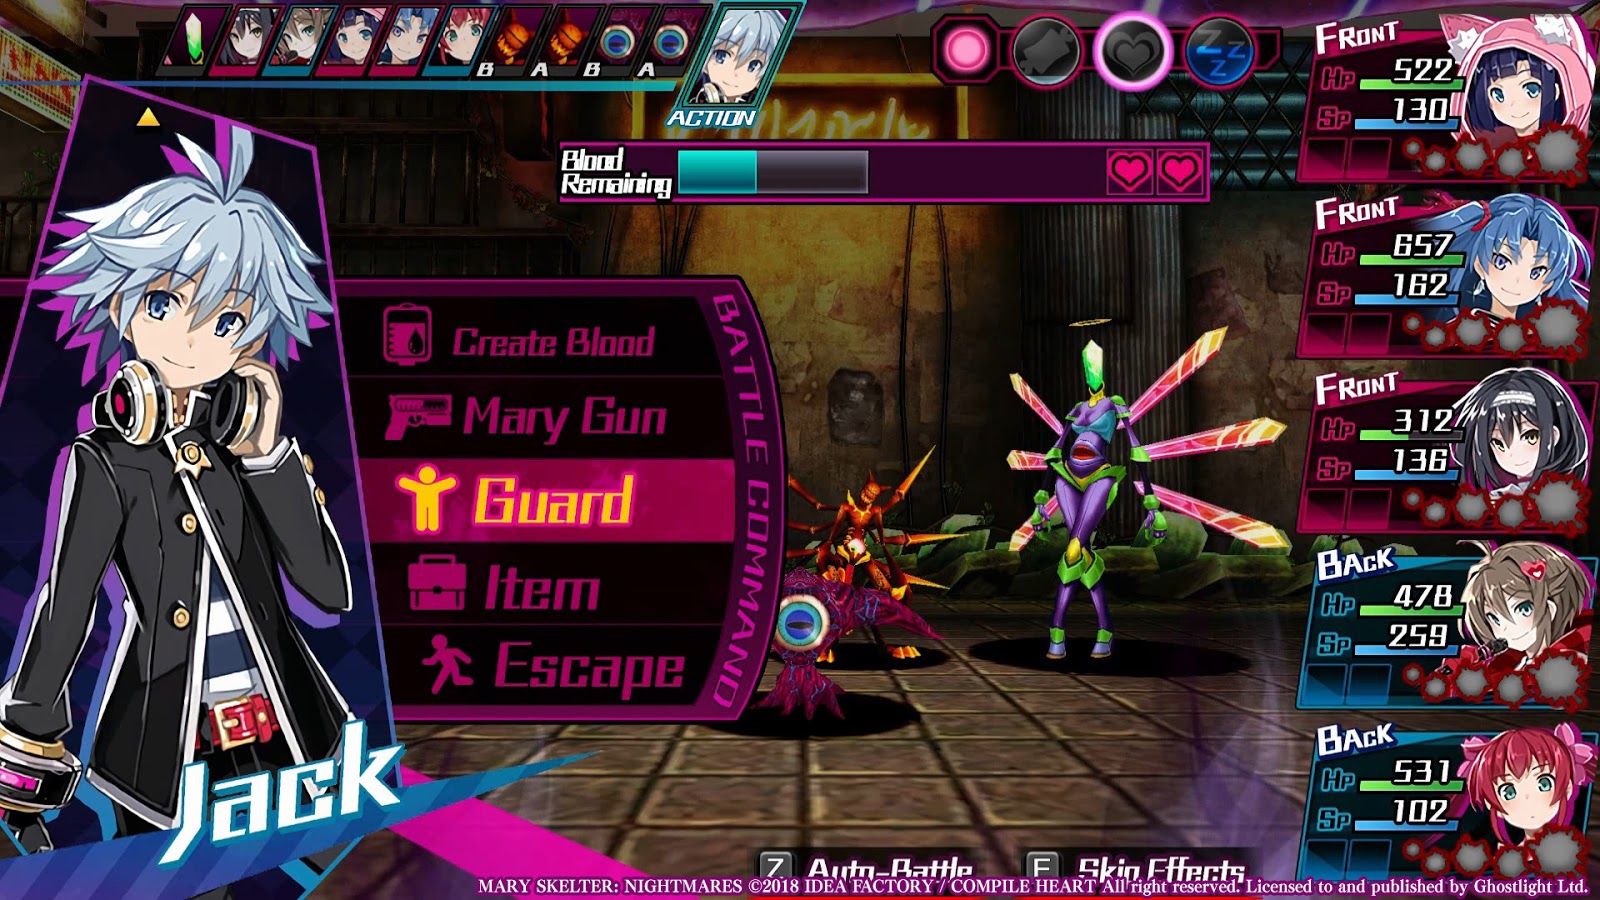 B A B A
ACTION
Blood
Remaining
BATTLE COMMAND
Create Blood
Mary Gun
Guard
Item
Escape
Jack
FRONT
HP 522
SP 130
FRONT
HP 657
SP 162
FRONT
HP 312
SP 136
BACK
HP 478
SP 259
BACK
HP 531
SP 102
Z Auto-Battle
F Skip Effects
MARY SKELTER: NIGHTMARES ©2018 IDEA FACTORY / COMPILE HEART All right reserved. Licensed to and published by Ghostlight Ltd.